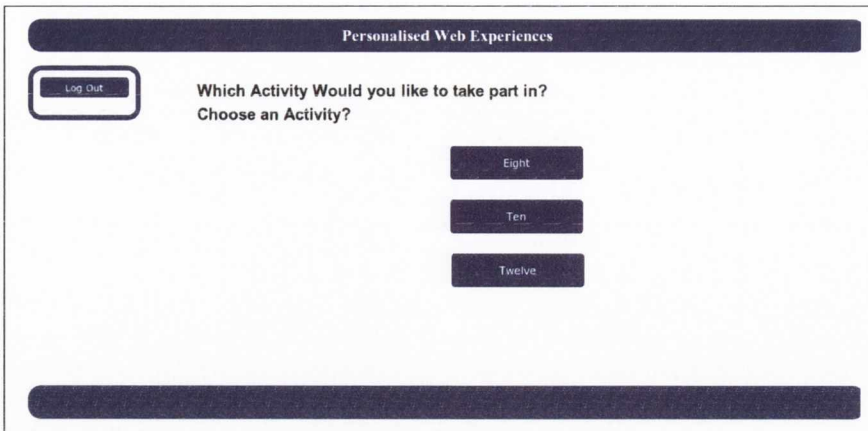 Personalised Web Experiences
Log Out
Which Activity Would you like to take part in?
Choose an Activity?
Eight
Ten
Twelve